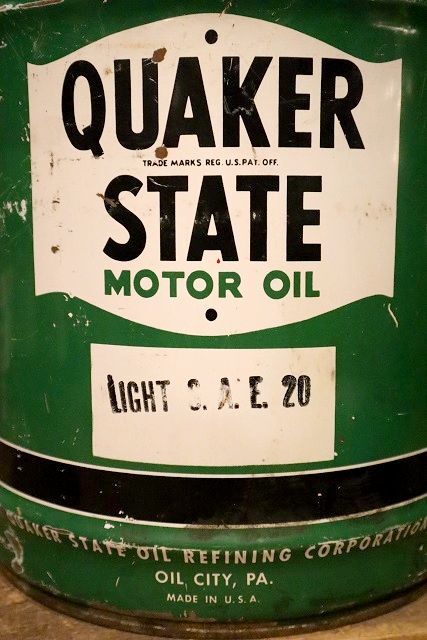 QUAKER
TRADE MARKS REG. U.S. PAT. OFF.
STATE
MOTOR OIL
LIGHT S. A. E. 20
QUAKER STATE OIL REFINING CORPORATION
OIL CITY, PA.
MADE IN U. S. A.